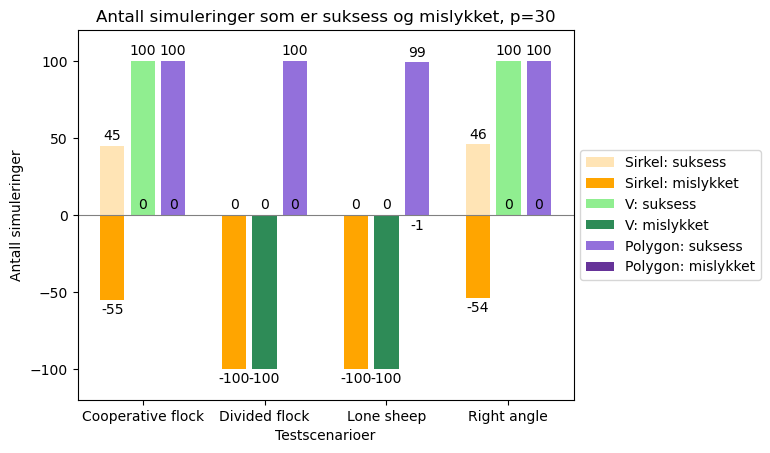 Antall simuleringer som er suksess og mislykket, p=30
100 100 100 99 100 100
100
45 46
50
Antall simuleringer
0 0 0 0 0 0 0 0 0
0
-1
−50
-55 -54
−100
-100 -100 -100 -100
Cooperative flock Divided flock Lone sheep Right angle
Testscenarioer
Sirkel: suksess
Sirkel: mislykket
V: suksess
V: mislykket
Polygon: suksess
Polygon: mislykket